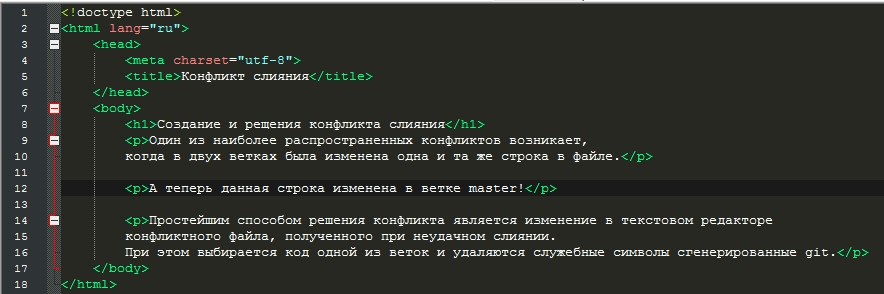 1 <!doctype html>
2 <html lang="ru">
3 <head>
4 <meta charset="utf-8">
5 <title>Конфликт слияния</title>
6 </head>
7 <body>
8 <h1>Создание и решения конфликта слияния</h1>
9 <p>Один из наиболее распространенных конфликтов возникает,
10 когда в двух ветках была изменена одна и та же строка в файле.</p>
11
12 <p>А теперь данная строка изменена в ветке master!</p>
13
14 <p>Простейшим способом решения конфликта является изменение в текстовом редакторе
15 конфликтного файла, полученного при неудачном слиянии.
16 При этом выбирается код одной из веток и удаляются служебные символы сгенерированные git.</p>
17 </body>
18 </html>